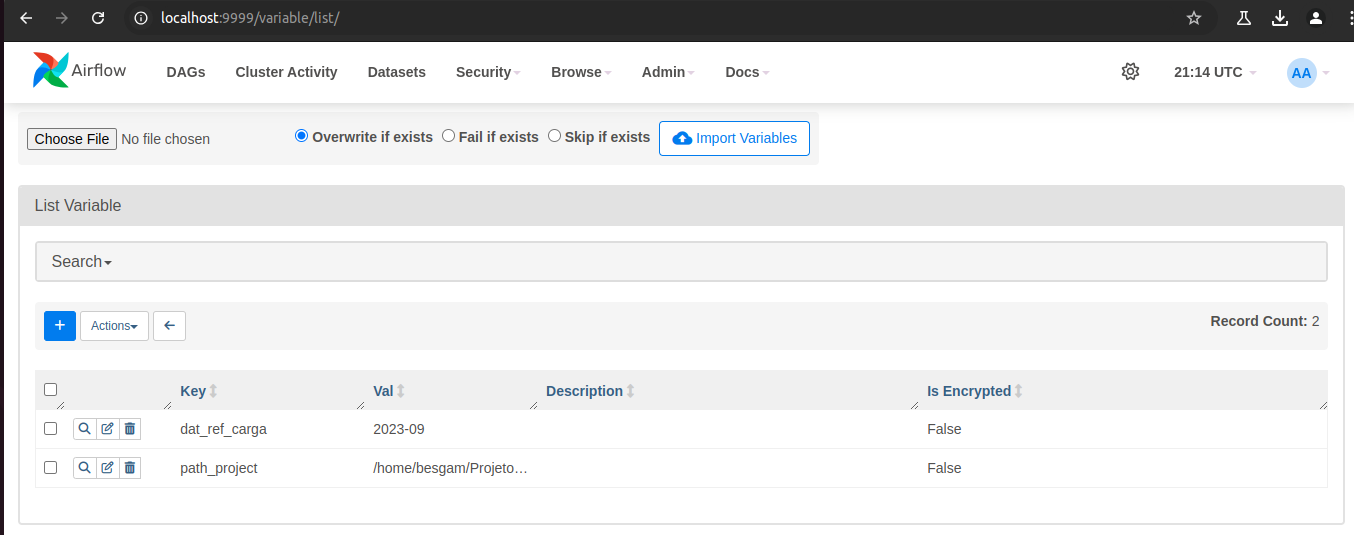 localhost:9999/variable/list/
Airflow DAGs Cluster Activity Datasets Security Browse Admin Docs 21:14 UTC AA
Choose File No file chosen Overwrite if exists Fail if exists Skip if exists Import Variables
List Variable
Search
+ Actions Record Count: 2
Key Val Description Is Encrypted
dat_ref_carga 2023-09 False
path_project /home/besgam/Projeto… False